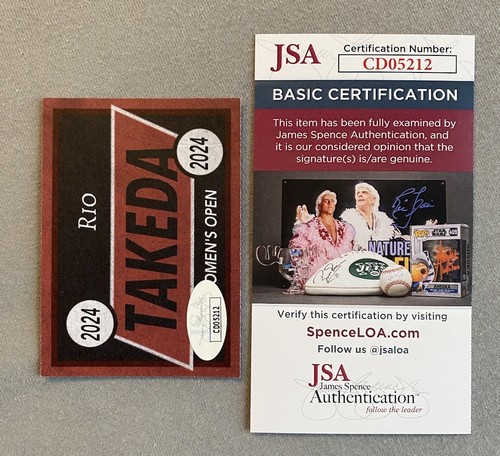 Rio
TAKEDA
2024
2024
OMEN'S OPEN
CD05212
JSA
Certification Number:
CD05212
BASIC CERTIFICATION
This item has been fully examined by
James Spence Authentication, and
it is our considered opinion that the
signature(s) is/are genuine.
NATURE
JETS
Verify this certification by visiting
SpenceLOA.com
Follow us @jsaloa
JSA
James Spence
Authentication
follow the leader